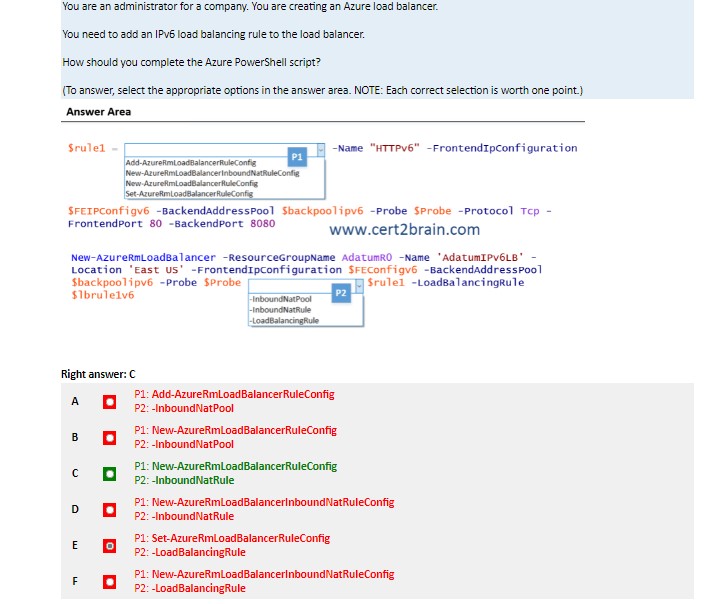 You are an administrator for a company. You are creating an Azure load balancer.
You need to add an IPv6 load balancing rule to the load balancer.
How should you complete the Azure PowerShell script?
(To answer, select the appropriate options in the answer area. NOTE: Each correct selection is worth one point.)
Answer Area
$rule1 = P1 -Name "HTTPv6" -FrontendIpConfiguration
Add-AzureRmLoadBalancerRuleConfig
New-AzureRmLoadBalancerInboundNatRuleConfig
New-AzureRmLoadBalancerRuleConfig
Set-AzureRmLoadBalancerRuleConfig
$FEIPConfigv6 -BackendAddressPool $backpoolipv6 -Probe $Probe -Protocol Tcp -
FrontendPort 80 -BackendPort 8080
www.cert2brain.com
New-AzureRmLoadBalancer -ResourceGroupName AdatumRO -Name 'AdatumIPv6LB' -
Location 'East US' -FrontendIpConfiguration $FEConfigv6 -BackendAddressPool
$backpoolipv6 -Probe $Probe P2 $rule1 -LoadBalancingRule
$lbrule1v6
-InboundNatPool
-InboundNatRule
-LoadBalancingRule
Right answer: C
A P1: Add-AzureRmLoadBalancerRuleConfig
P2: -InboundNatPool
B P1: New-AzureRmLoadBalancerRuleConfig
P2: -InboundNatPool
C P1: New-AzureRmLoadBalancerRuleConfig
P2: -InboundNatRule
D P1: New-AzureRmLoadBalancerInboundNatRuleConfig
P2: -InboundNatRule
E P1: Set-AzureRmLoadBalancerRuleConfig
P2: -LoadBalancingRule
F P1: New-AzureRmLoadBalancerInboundNatRuleConfig
P2: -LoadBalancingRule